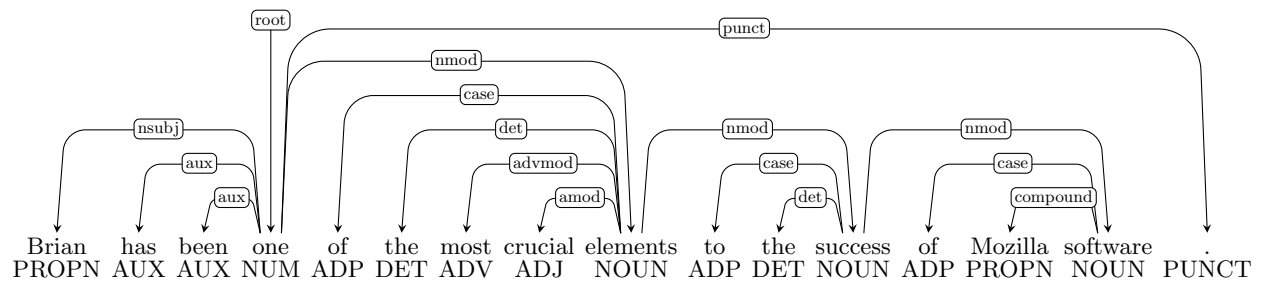 root
punct
nmod
case
nsubj det nmod nmod
aux advmod case case
aux amod det compound
Brian has been one of the most crucial elements to the success of Mozilla software .
PROPN AUX AUX NUM ADP DET ADV ADJ NOUN ADP DET NOUN ADP PROPN NOUN PUNCT